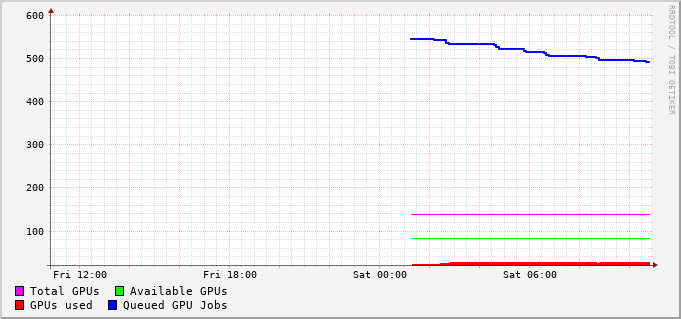 600
500
400
300
200
100
Fri 12:00 Fri 18:00 Sat 00:00 Sat 06:00
Total GPUs Available GPUs
GPUs used Queued GPU Jobs
RRDTOOL / TOBI OETIKER